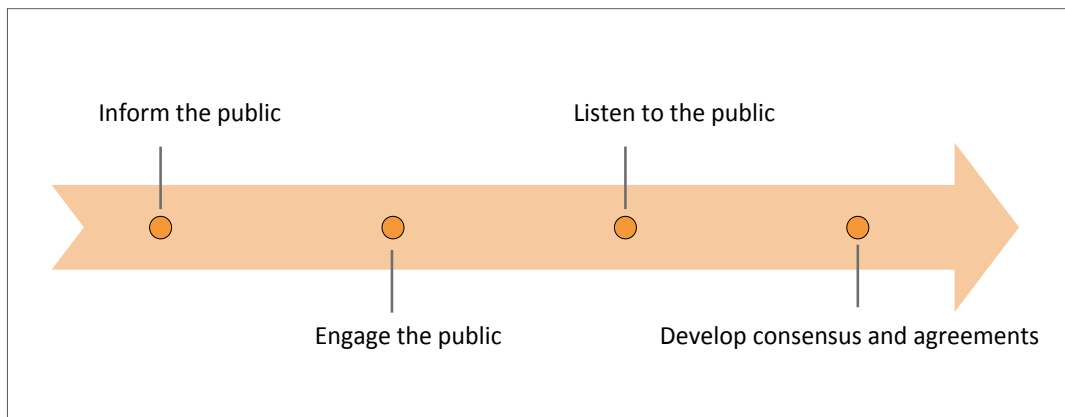 Inform the public
Listen to the public
Engage the public
Develop consensus and agreements